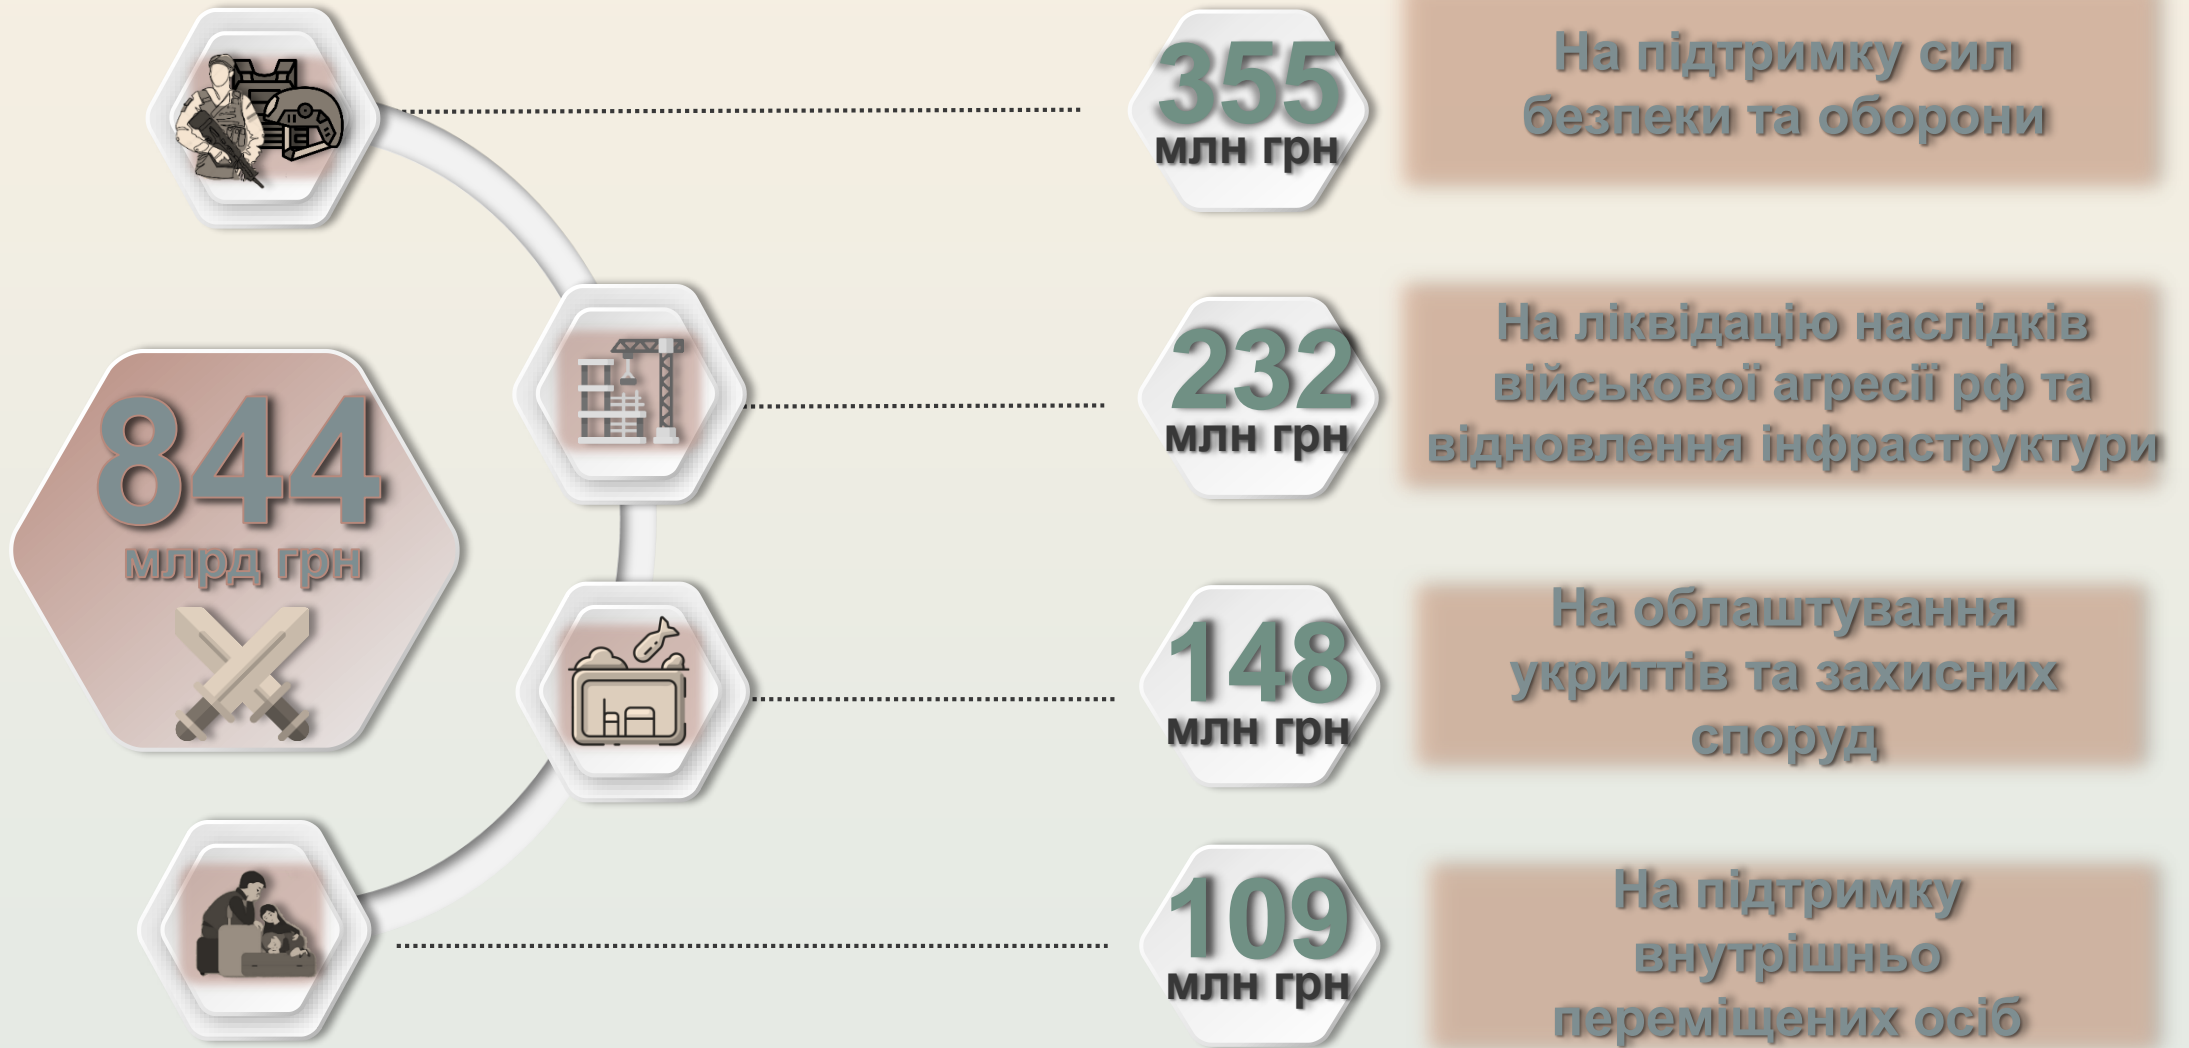 844
млрд грн
355
млн грн
На підтримку сил
безпеки та оборони
232
млн грн
На ліквідацію наслідків
військової агресії рф та
відновлення інфраструктури
148
млн грн
На облаштування
укриттів та захисних
споруд
109
млн грн
На підтримку
внутрішньо
переміщених осіб